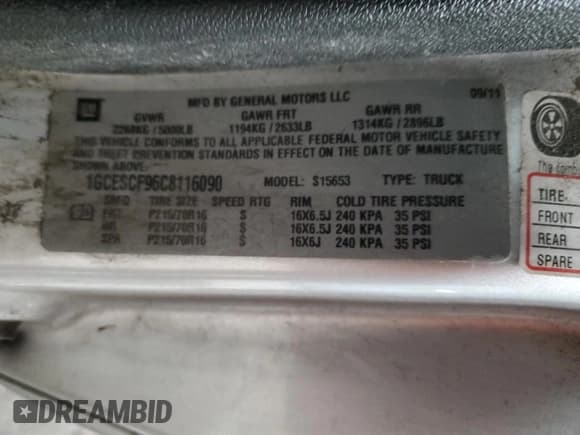 GM
MFD BY GENERAL MOTORS LLC 09/11
GVWR GAWR FRT GAWR RR
2268KG / 5000LB 1194KG / 2633LB 1314KG / 2896LB
THIS VEHICLE CONFORMS TO ALL APPLICABLE FEDERAL MOTOR VEHICLE SAFETY
AND THEFT PREVENTION STANDARDS IN EFFECT ON THE DATE OF MANUFACTURE
SHOWN ABOVE.
1GCESCF96C8116090 MODEL: S15653 TYPE: TRUCK
TIRE SIZE SPEED RTG RIM COLD TIRE PRESSURE
FRT P215/70R16 S 16X6.5J 240 KPA 35 PSI
RR P215/70R16 S 16X6.5J 240 KPA 35 PSI
SPA P215/70R16 S 16X6J 240 KPA 35 PSI
The
TIRE
FRONT
REAR
SPARE
DREAMBID